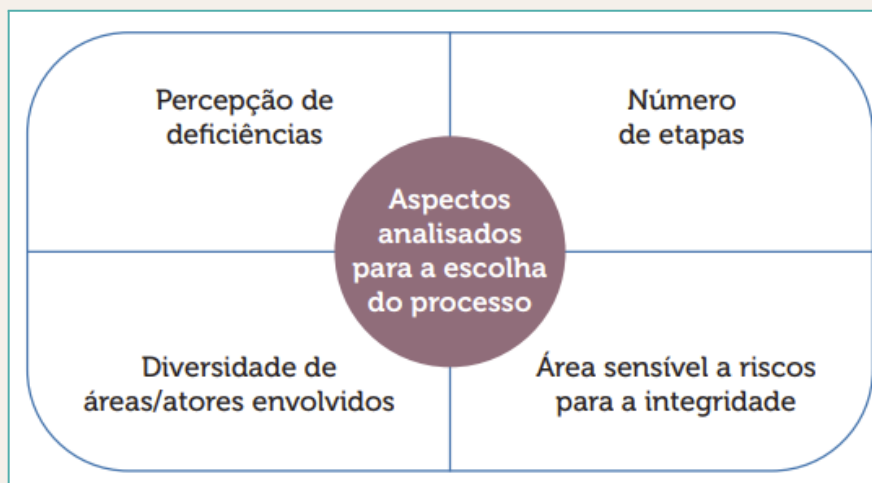 Percepção de
deficiências
Número
de etapas
Aspectos
analisados
para a escolha
do processo
Diversidade de
áreas/atores envolvidos
Área sensível a riscos
para a integridade